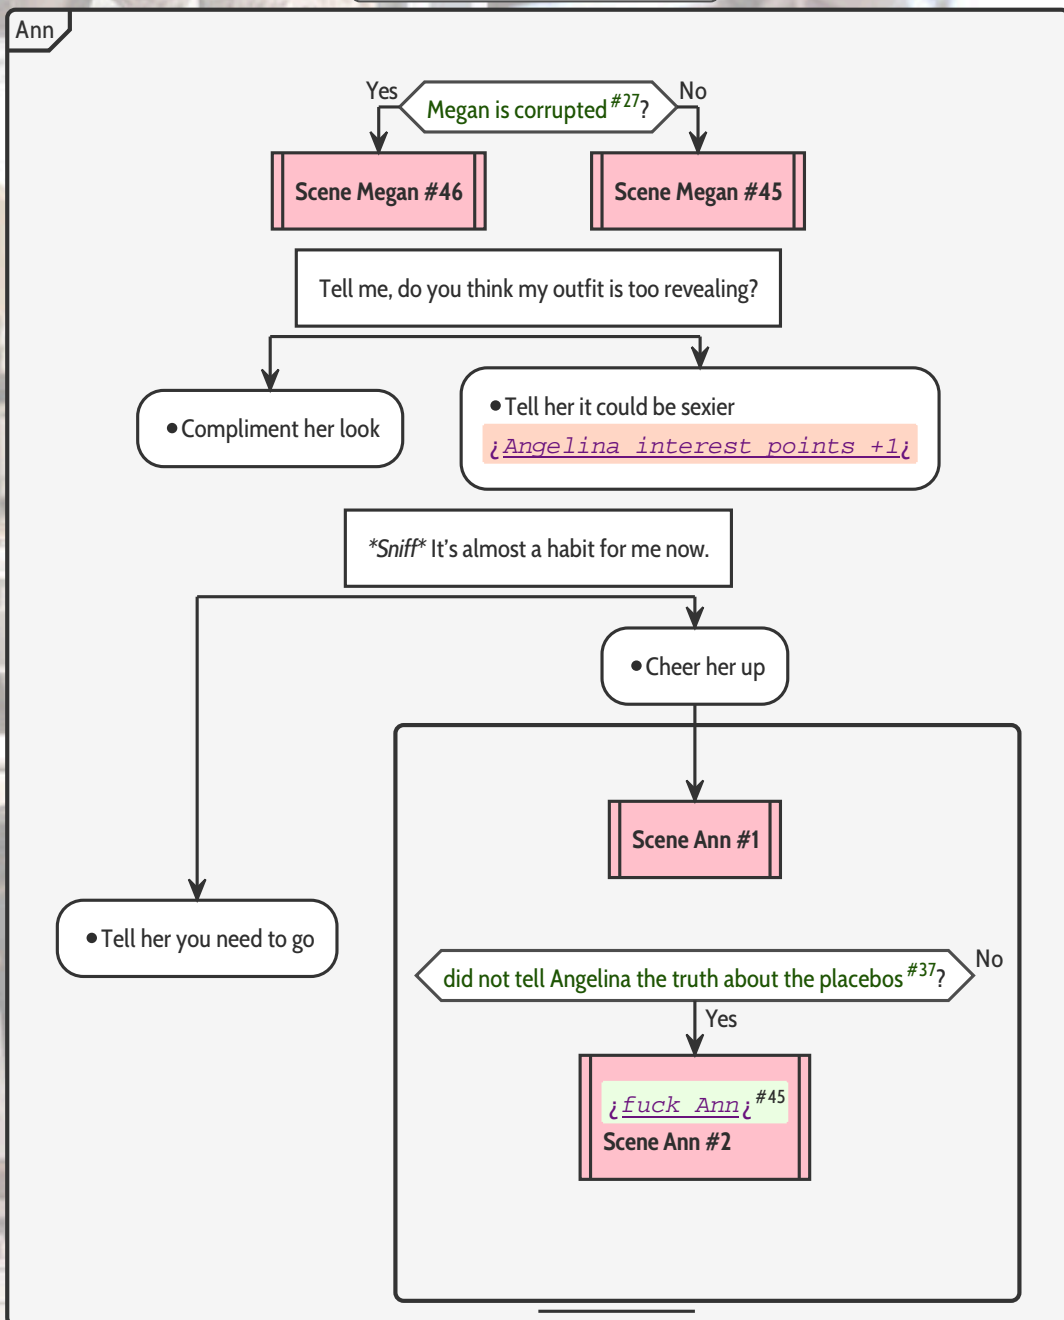 Ann
Yes
No
Megan is corrupted #27?
Scene Megan #46
Scene Megan #45
Tell me, do you think my outfit is too revealing?
•Compliment her look
•Tell her it could be sexier
¿Angelina interest points +1¿
*Sniff* It's almost a habit for me now.
•Cheer her up
Scene Ann #1
•Tell her you need to go
did not tell Angelina the truth about the placebos #37?
No
Yes
¿fuck Ann¿ #45
Scene Ann #2